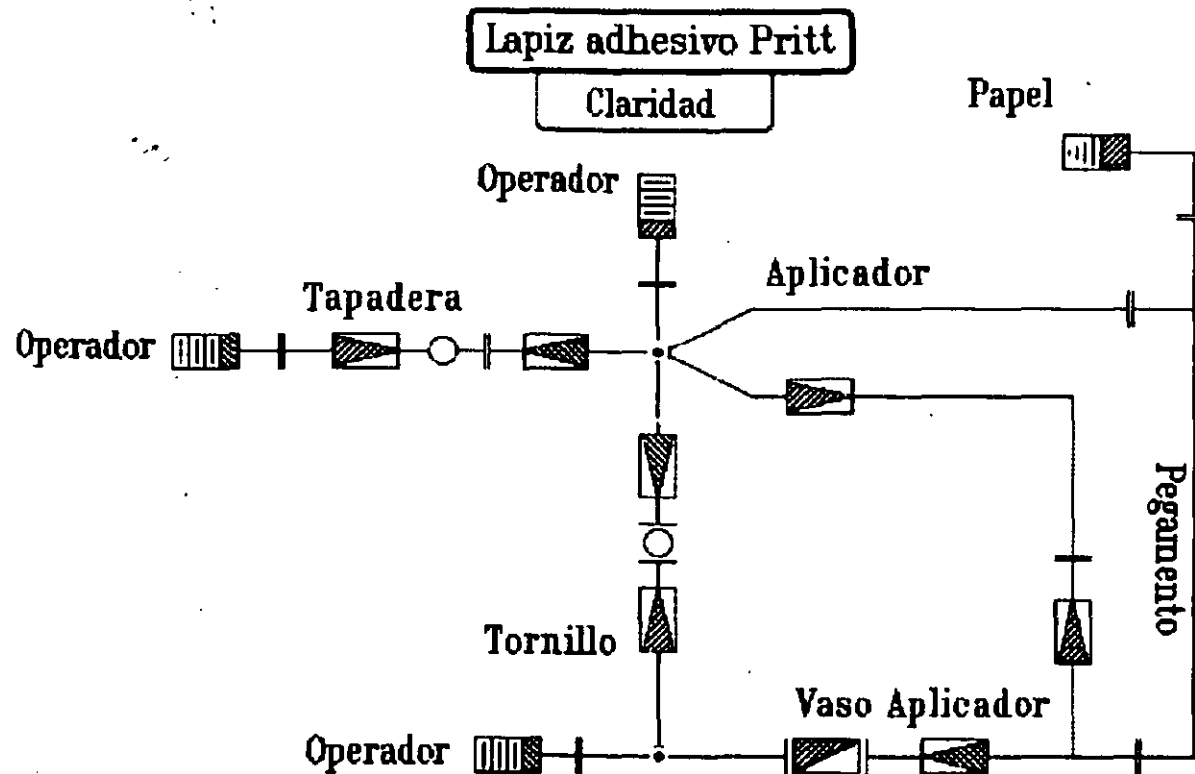 Lapiz adhesivo Pritt
Claridad
Papel
Operador
Aplicador
Tapadera
Operador
Pegamento
Tornillo
Vaso Aplicador
Operador